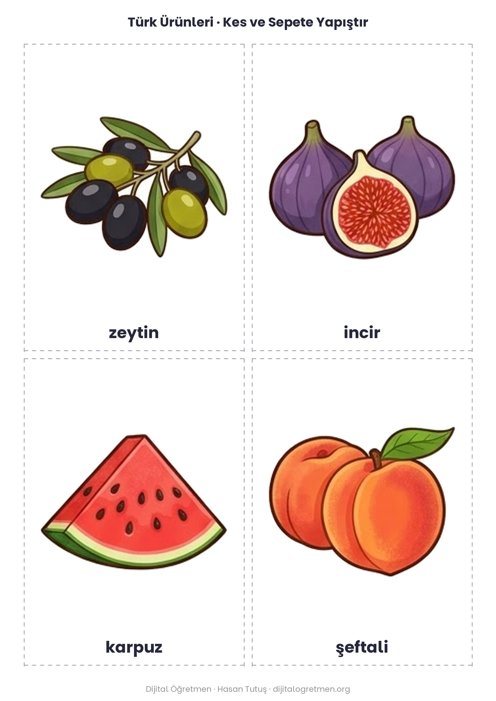 Türk Ürünleri · Kes ve Sepete Yapıştır
zeytin
incir
karpuz
şeftali
Dijital Öğretmen · Hasan Tutuş · dijitalogretmen.org